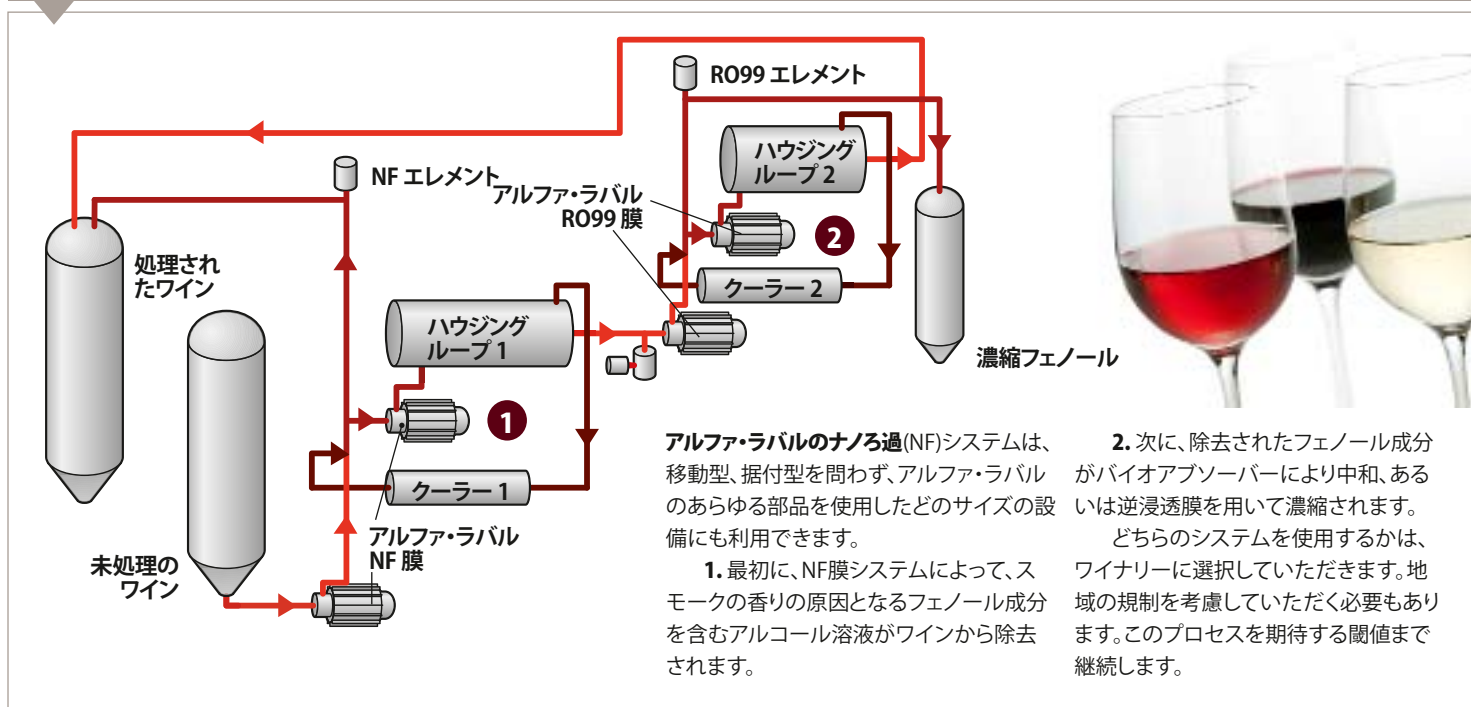 RO99 エレメント
ハウジング
ループ 2
NF エレメント
アルファ・ラバル
RO99 膜
2
処理され
たワイン
クーラー 2
ハウジング
ループ 1
濃縮フェノール
1
クーラー 1
アルファ・ラバル
NF 膜
未処理の
ワイン
アルファ・ラバルのナノろ過(NF)システムは、
移動型、据付型を問わず、アルファ・ラバル
のあらゆる部品を使用したどのサイズの設
備にも利用できます。
1. 最初に、NF膜システムによって、ス
モークの香りの原因となるフェノール成分
を含むアルコール溶液がワインから除去
されます。
2. 次に、除去されたフェノール成分
がバイオアブソーバーにより中和、ある
いは逆浸透膜を用いて濃縮されます。
どちらのシステムを使用するかは、
ワイナリーに選択していただきます。地
域の規制を考慮していただく必要もあり
ます。このプロセスを期待する閾値まで
継続します。